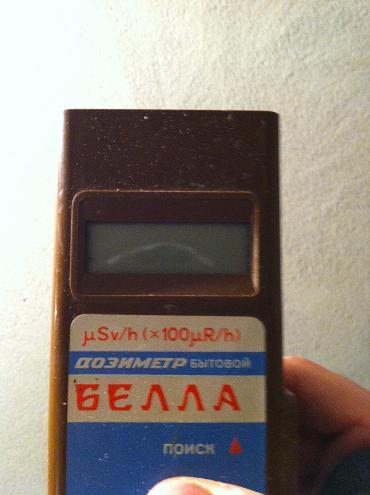 μSv/h (×100μR/h)
ДОЗИМЕТР БЫТОВОЙ
БЕЛЛА
ПОИСК